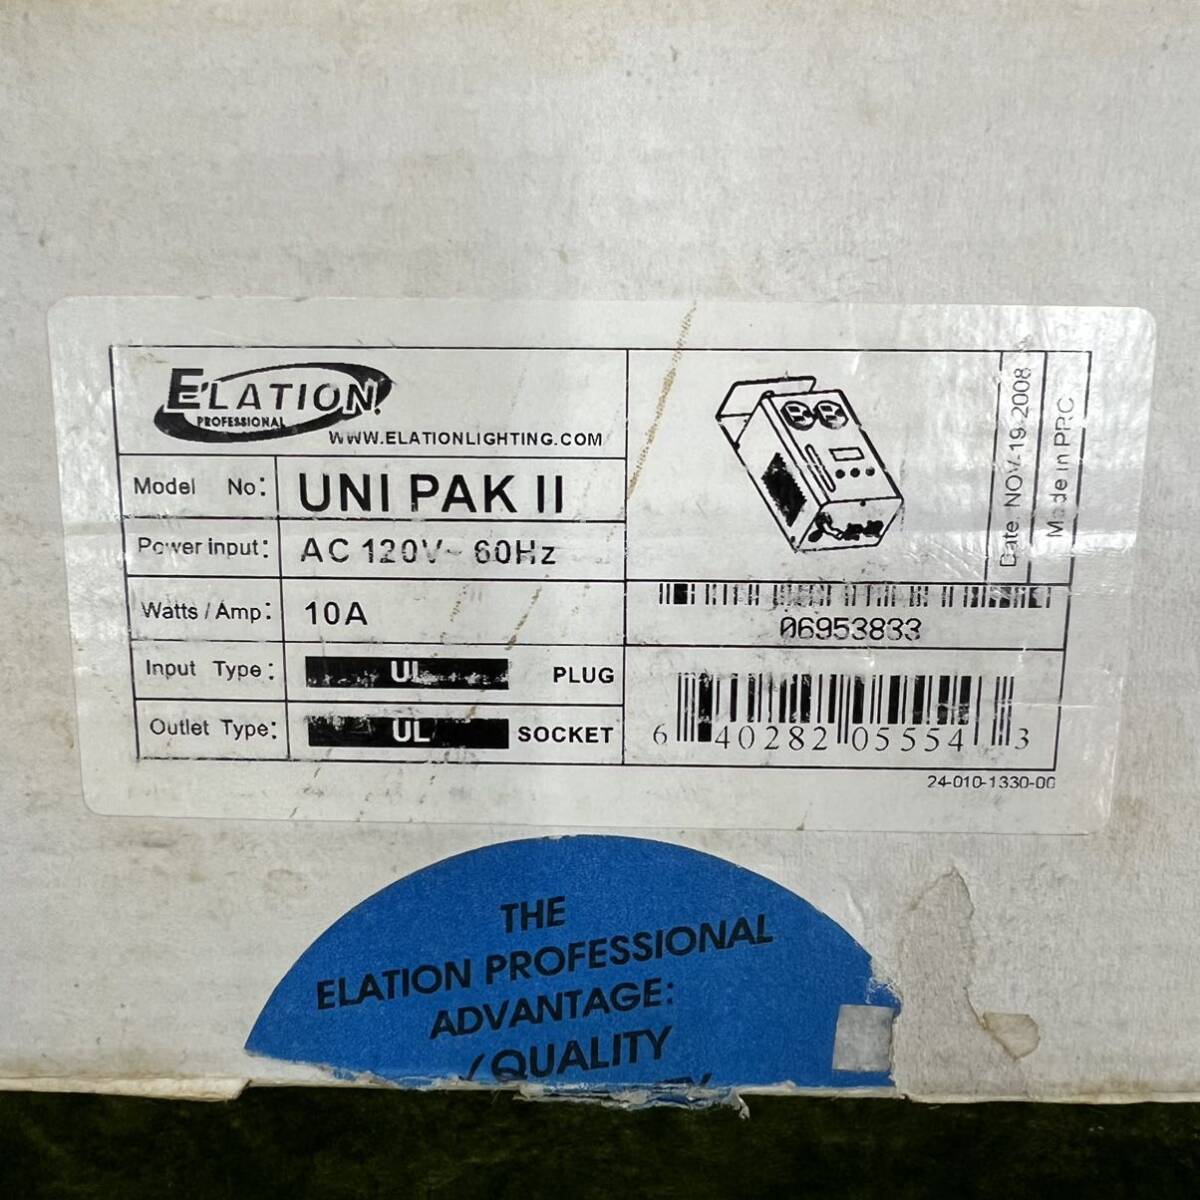 ELATION
PROFESSIONAL
WWW.ELATIONLIGHTING.COM
Model No: UNI PAK II
Power input: AC 120V~ 60Hz
Watts / Amp: 10A
Input Type: UL PLUG
Outlet Type: UL SOCKET
Date: NOV-19-2008
Made in PRC
06953833
6 40282 05554 3
24-010-1330-00
THE
ELATION PROFESSIONAL
ADVANTAGE:
√QUALITY